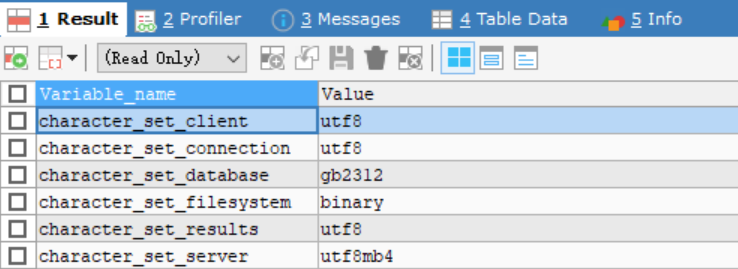 1 Result 2 Profiler 3 Messages 4 Table Data 5 Info
(Read Only)
Variable_name Value
character_set_client utf8
character_set_connection utf8
character_set_database gb2312
character_set_filesystem binary
character_set_results utf8
character_set_server utf8mb4